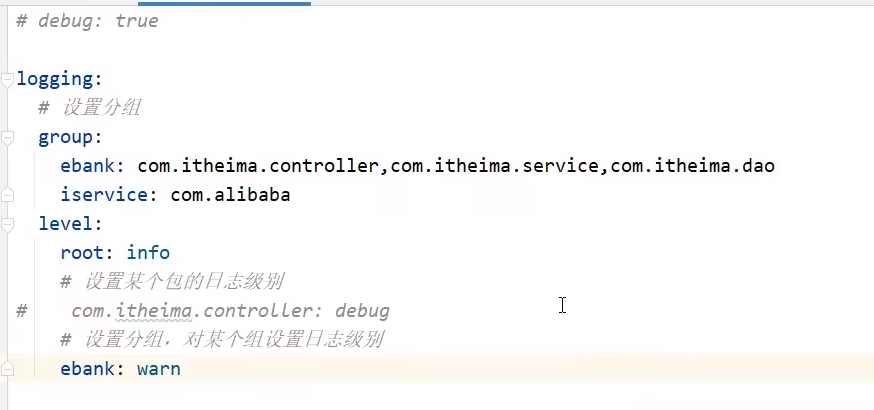 # debug: true
logging:
  # 设置分组
  group:
    ebank: com.itheima.controller,com.itheima.service,com.itheima.dao
    iservice: com.alibaba
  level:
    root: info
    # 设置某个包的日志级别
#    com.itheima.controller: debug
    # 设置分组，对某个组设置日志级别
    ebank: warn